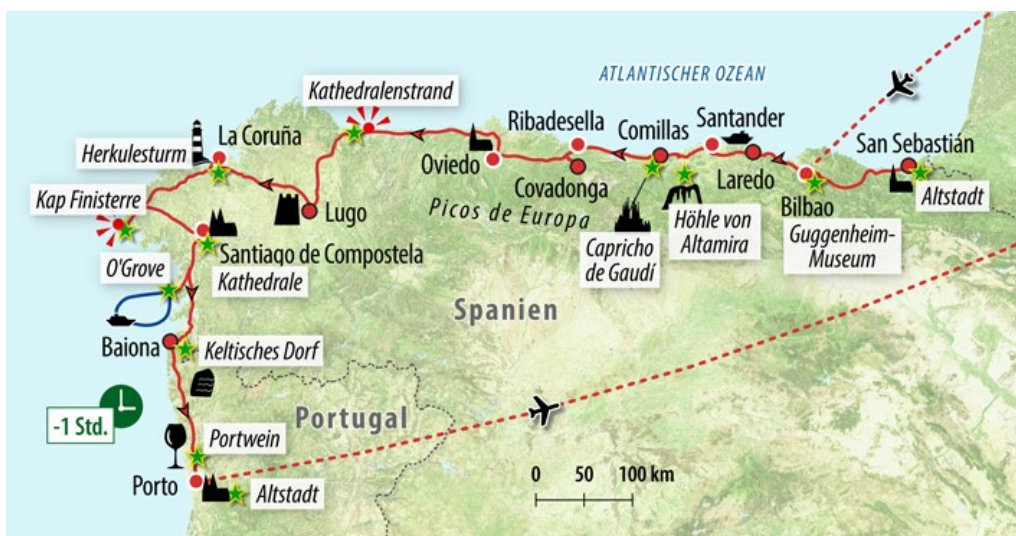 ATLANTISCHER OZEAN
Kathedralenstrand
La Coruña
Herkulesturm
Kap Finisterre
Lugo
Oviedo
Ribadesella
Covadonga
Picos de Europa
Comillas
Santander
Laredo
San Sebastián
Altstadt
Bilbao
Guggenheim-
Museum
Höhle von
Altamira
Capricho
de Gaudí
Santiago de Compostela
Kathedrale
O'Grove
Baiona
Keltisches Dorf
Spanien
Portugal
-1 Std.
Portwein
Porto
Altstadt
0 50 100 km